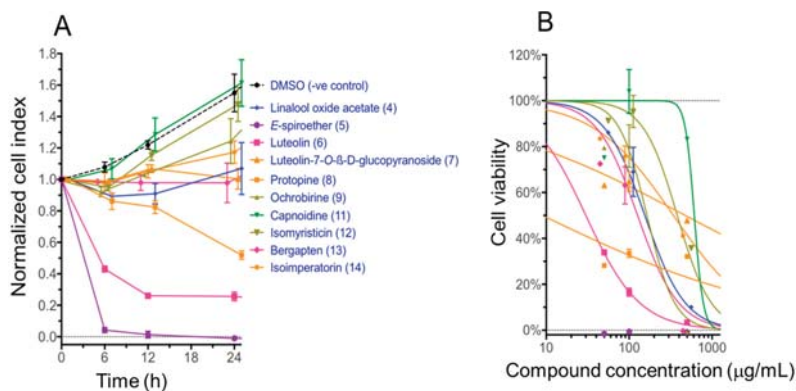 A
Normalized cell index
1.8
1.6
1.4
1.2
1.0
0.8
0.6
0.4
0.2
0.0
0
6
12
24
Time (h)
DMSO (-ve control)
Linalool oxide acetate (4)
E-spiroether (5)
Luteolin (6)
Luteolin-7-O-ß-D-glucopyranoside (7)
Protopine (8)
Ochrobirine (9)
Capnoidine (11)
Isomyristicin (12)
Bergapten (13)
Isoimperatorin (14)
B
Cell viability
120%
100%
80%
60%
40%
20%
0%
10
100
1000
Compound concentration (µg/mL)